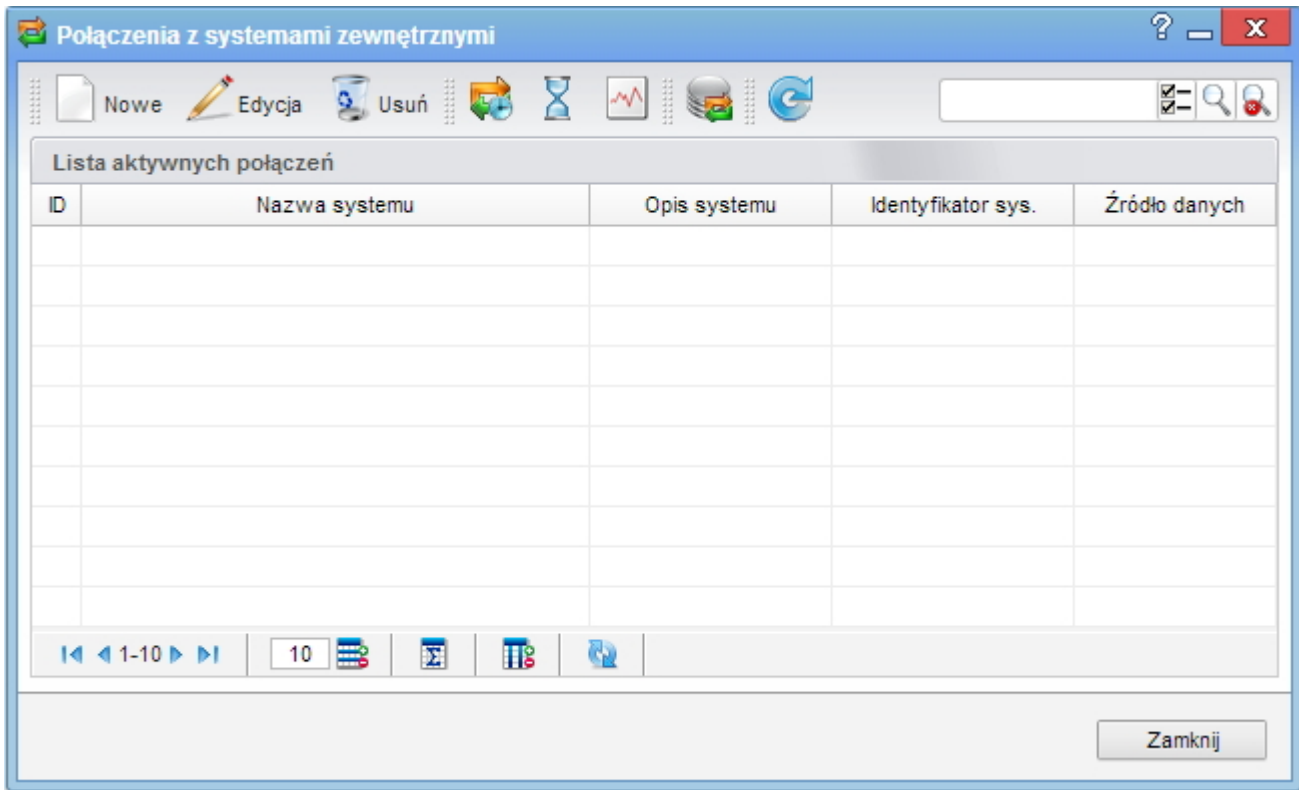 Połączenia z systemami zewnętrznymi
Nowe Edycja Usuń
Lista aktywnych połączeń
ID Nazwa systemu Opis systemu Identyfikator sys. Źródło danych
1-10 10
Zamknij